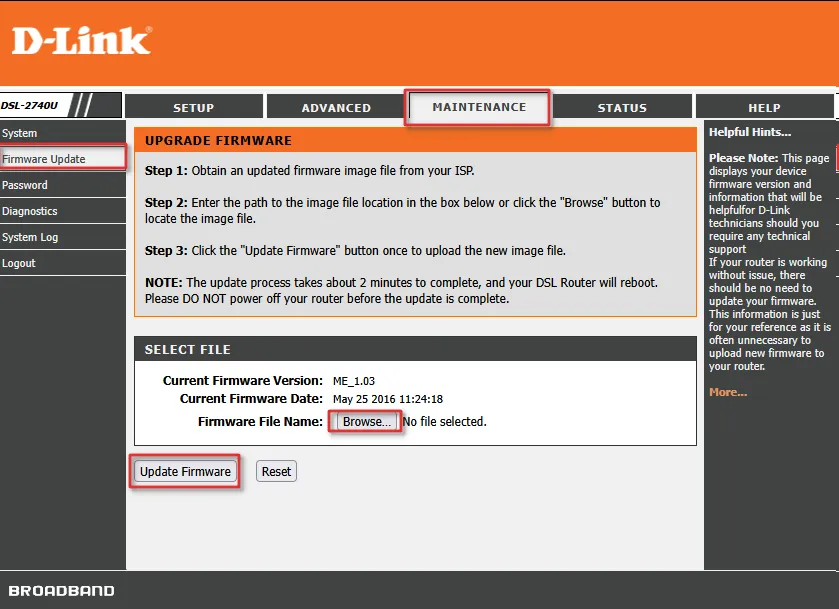 D-Link®
DSL-2740U
SETUP
ADVANCED
MAINTENANCE
STATUS
HELP
System
Firmware Update
Password
Diagnostics
System Log
Logout
UPGRADE FIRMWARE
Step 1: Obtain an updated firmware image file from your ISP.
Step 2: Enter the path to the image file location in the box below or click the "Browse" button to
locate the image file.
Step 3: Click the "Update Firmware" button once to upload the new image file.
NOTE: The update process takes about 2 minutes to complete, and your DSL Router will reboot.
Please DO NOT power off your router before the update is complete.
SELECT FILE
Current Firmware Version: ME_1.03
Current Firmware Date: May 25 2016 11:24:18
Firmware File Name: Browse... No file selected.
Update Firmware
Reset
Helpful Hints...
Please Note: This page
displays your device
firmware version and
information that will be
helpfulfor D-Link
technicians should you
require any technical
support
If your router is working
without issue, there
should be no need to
update your firmware.
This information is just
for your reference as it is
often unnecessary to
upload new firmware to
your router.
More...
BROADBAND